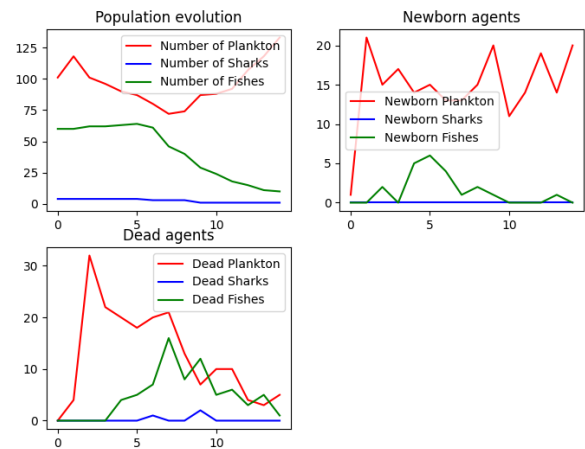 Population evolution
125
100
75
50
25
0
0
5
10
Number of Plankton
Number of Sharks
Number of Fishes
Newborn agents
20
15
10
5
0
0
5
10
Newborn Plankton
Newborn Sharks
Newborn Fishes
Dead agents
30
20
10
0
0
5
10
Dead Plankton
Dead Sharks
Dead Fishes